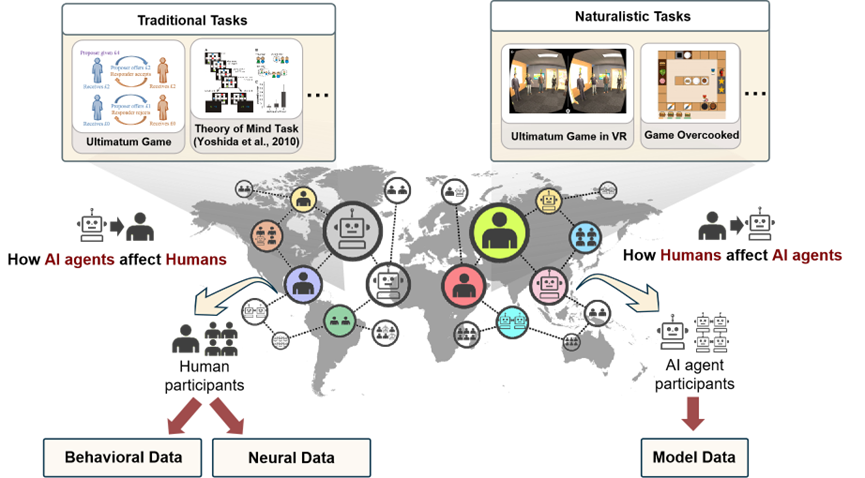 Traditional Tasks
Proposer gives £4
Proposer offers £2
Responder accepts
Receives £2
Receives £2
Proposer offers £1
Responder rejects
Receives £0
Receives £0
Ultimatum Game
Theory of Mind Task
(Yoshida et al., 2010)
...
Naturalistic Tasks
Ultimatum Game in VR
Game Overcooked
...
How AI agents affect Humans
How Humans affect AI agents
Human
participants
AI agent
participants
Behavioral Data
Neural Data
Model Data